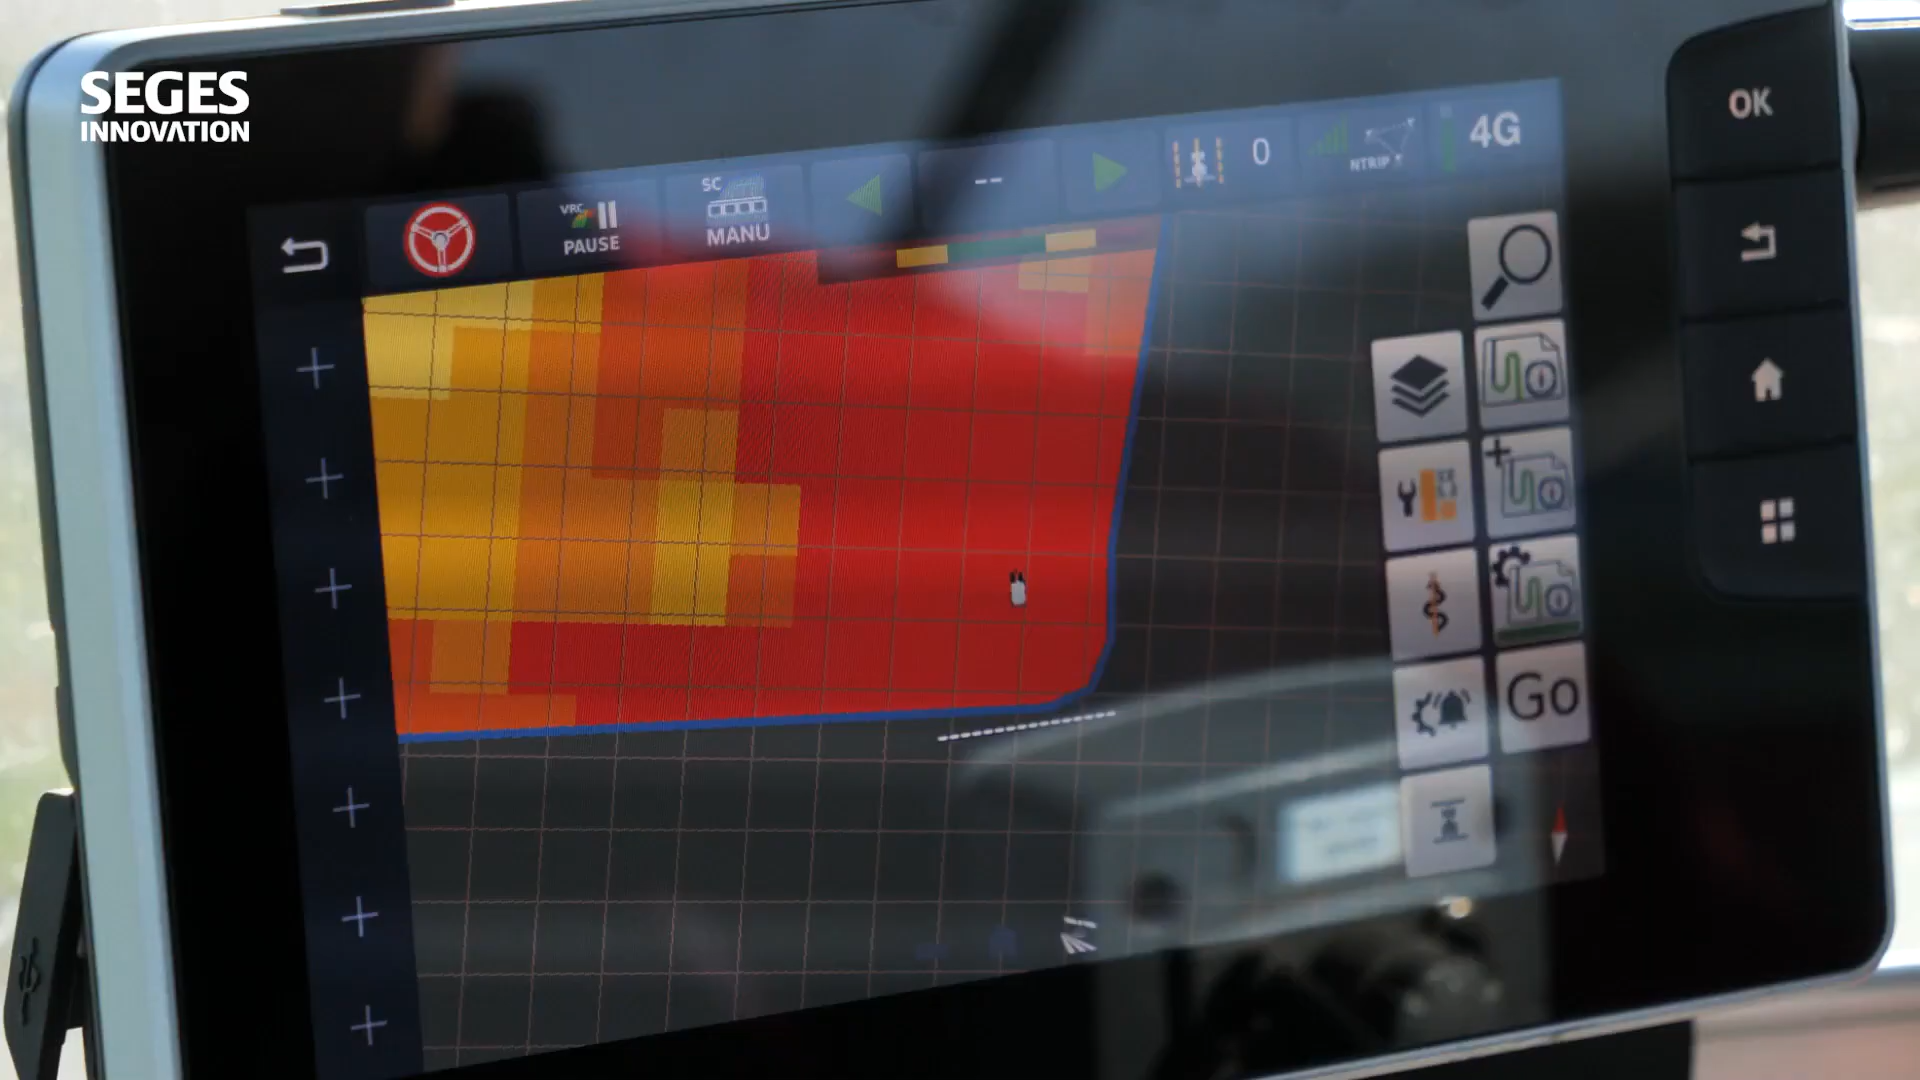 SEGES
INNOVATION
VRC
PAUSE
SC
MANU
--
0
NTRIP
4G
OK
Go